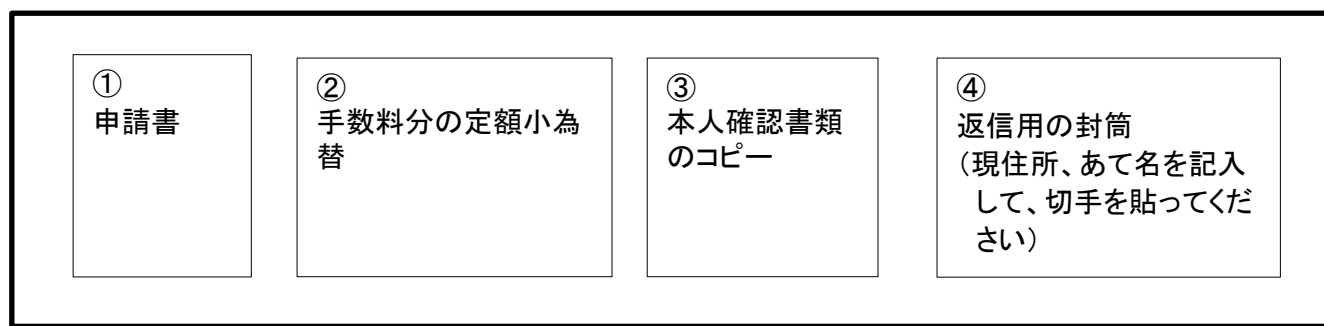 ①
申請書
②
手数料分の定額小為
替
③
本人確認書類
のコピー
④
返信用の封筒
（現住所、あて名を記入
して、切手を貼ってくだ
さい）